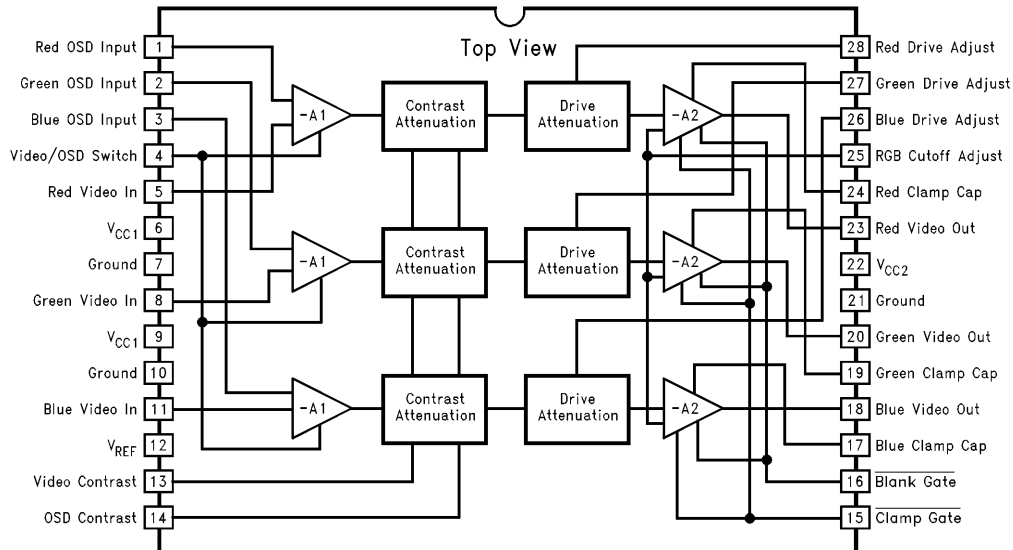 Top View
Red OSD Input 1
Green OSD Input 2
Blue OSD Input 3
Video/OSD Switch 4
Red Video In 5
VCC1 6
Ground 7
Green Video In 8
VCC1 9
Ground 10
Blue Video In 11
VREF 12
Video Contrast 13
OSD Contrast 14
-A1
Contrast
Attenuation
Drive
Attenuation
-A2
-A1
Contrast
Attenuation
Drive
Attenuation
-A2
-A1
Contrast
Attenuation
Drive
Attenuation
-A2
28 Red Drive Adjust
27 Green Drive Adjust
26 Blue Drive Adjust
25 RGB Cutoff Adjust
24 Red Clamp Cap
23 Red Video Out
22 VCC2
21 Ground
20 Green Video Out
19 Green Clamp Cap
18 Blue Video Out
17 Blue Clamp Cap
16 Blank Gate
15 Clamp Gate